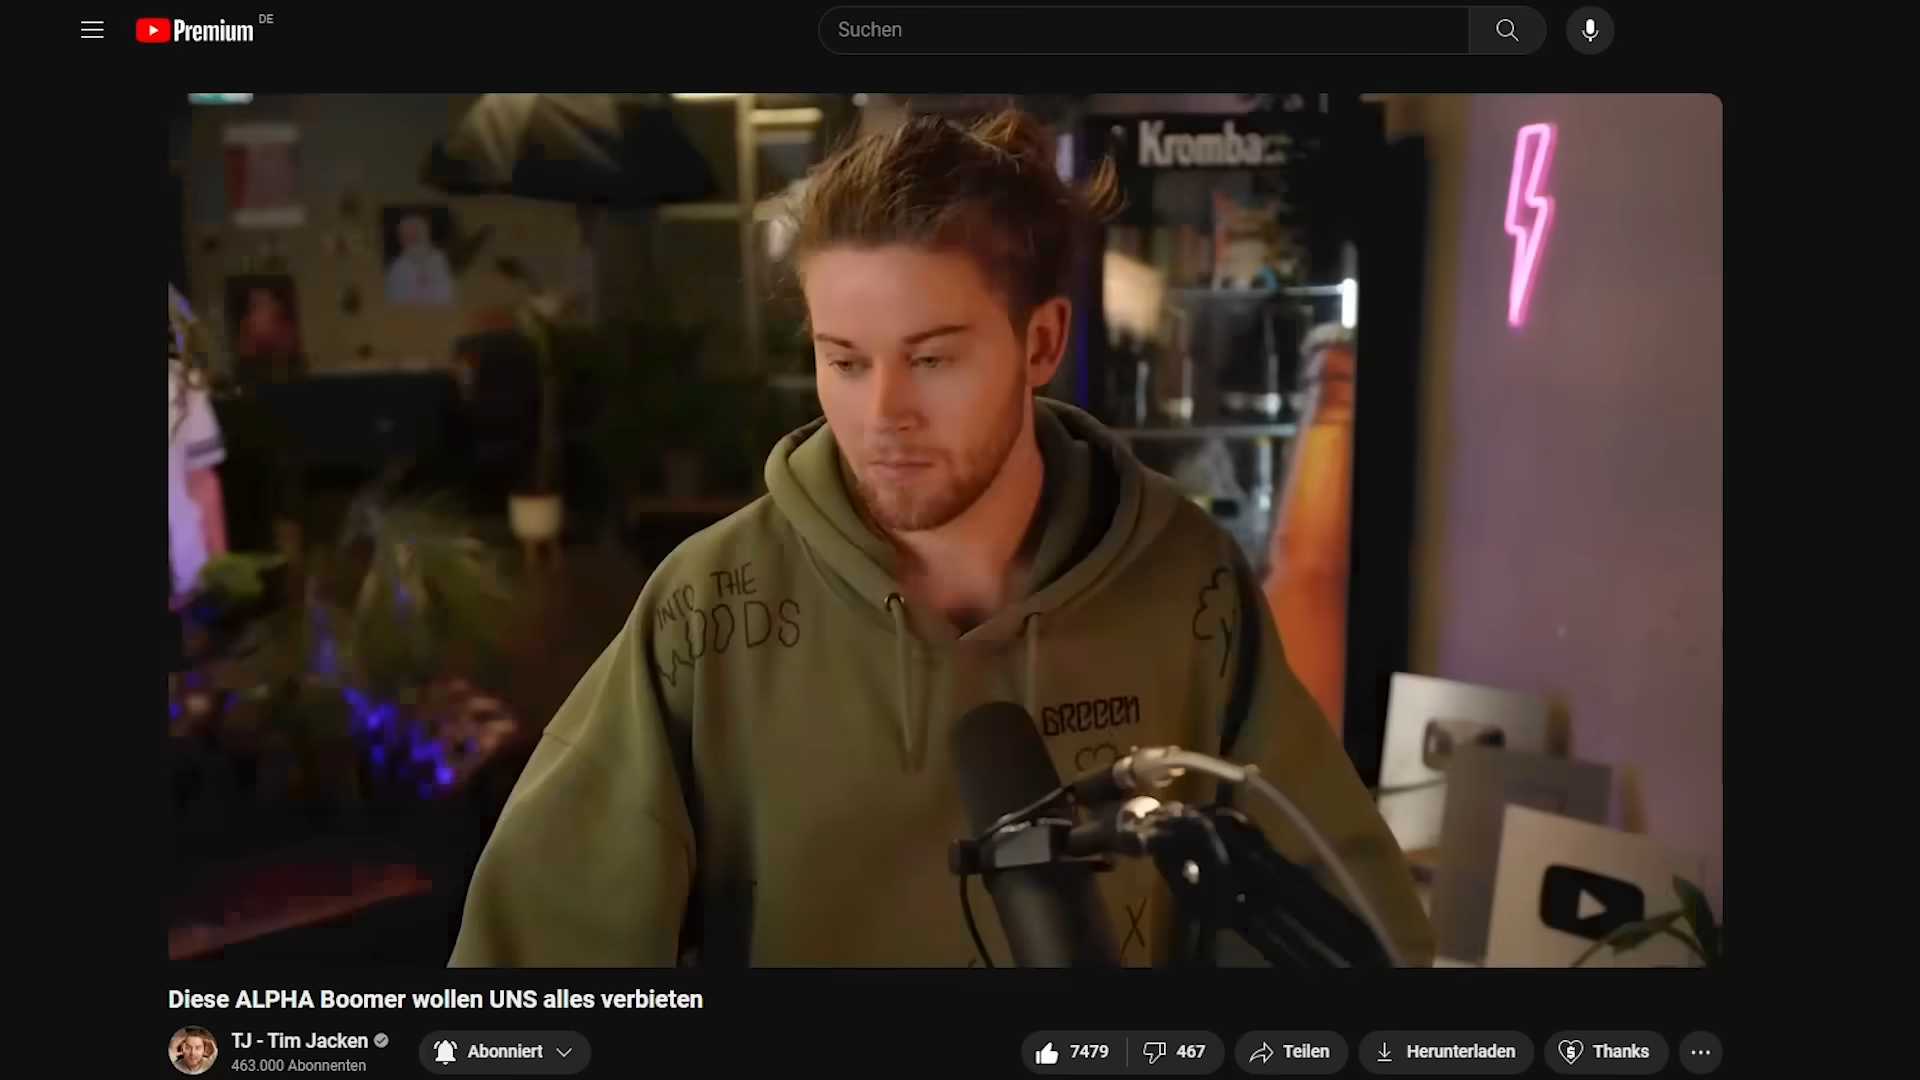 Premium DE
Suchen
INTO THE
WOODS
GREEEN
X
Diese ALPHA Boomer wollen UNS alles verbieten
TJ - Tim Jacken
463.000 Abonnenten
Abonniert
7479
467
Teilen
Herunterladen
Thanks